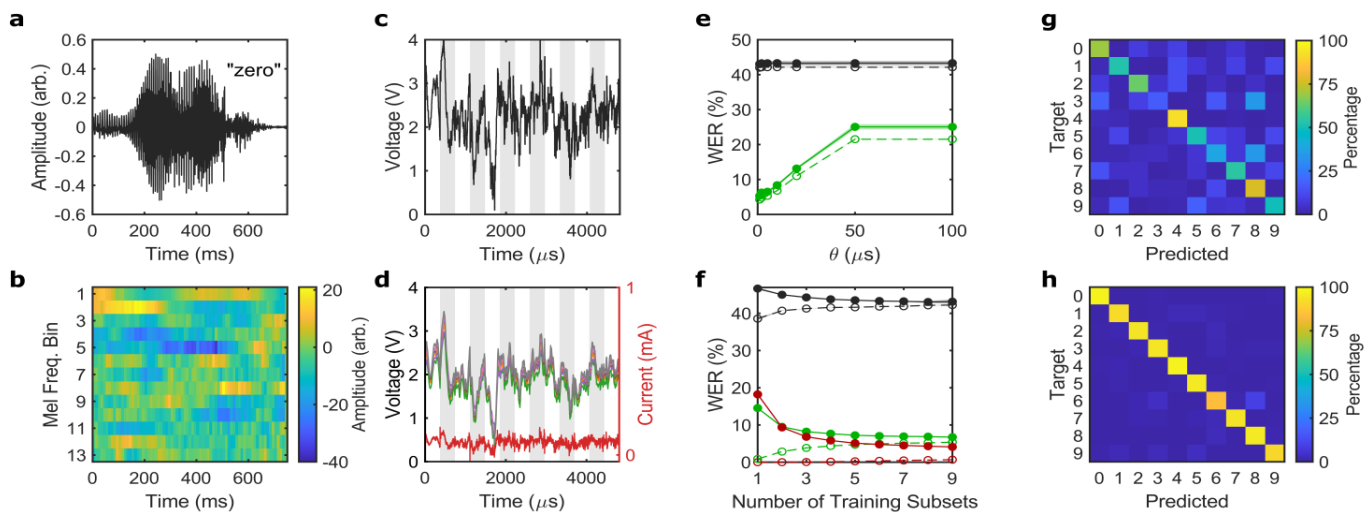 a
0.6
0.4
0.2
0
-0.2
-0.4
-0.6
Amplitude (arb.)
"zero"
0 200 400 600
Time (ms)
b
1
3
5
7
9
11
13
Mel Freq. Bin
0 200 400 600
Time (ms)
20
0
-20
-40
Ampltiude (arb.)
c
4
3
2
1
0
Voltage (V)
0 2000 4000
Time (μs)
d
4
3
2
1
0
Voltage (V)
0 2000 4000
Time (μs)
1
0
Current (mA)
e
50
40
30
20
10
0
WER (%)
0 25 50 75 100
θ (μs)
f
40
30
20
10
0
WER (%)
1 3 5 7 9
Number of Training Subsets
g
0
1
2
3
4
5
6
7
8
9
Target
0 1 2 3 4 5 6 7 8 9
Predicted
100
75
50
25
0
Percentage
h
0
1
2
3
4
5
6
7
8
9
Target
0 1 2 3 4 5 6 7 8 9
Predicted
100
75
50
25
0
Percentage